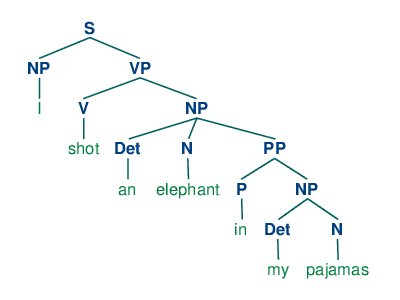 S
NP VP
I V NP
shot Det N PP
an elephant P NP
in Det N
my pajamas